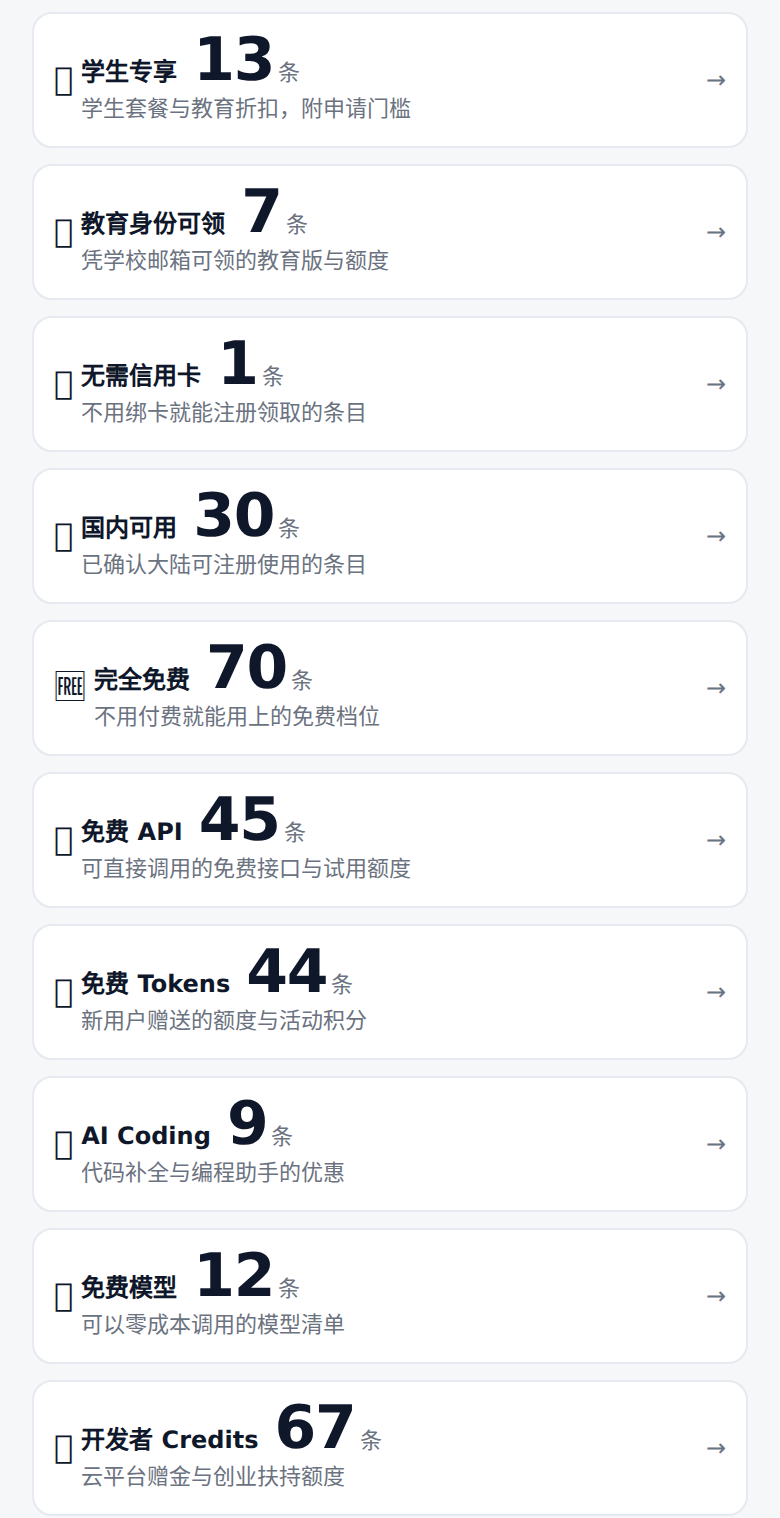 学生专享 13 条
学生套餐与教育折扣，附申请门槛
→
教育身份可领 7 条
凭学校邮箱可领的教育版与额度
→
无需信用卡 1 条
不用绑卡就能注册领取的条目
→
国内可用 30 条
已确认大陆可注册使用的条目
→
🆓 完全免费 70 条
不用付费就能用上的免费档位
→
免费 API 45 条
可直接调用的免费接口与试用额度
→
免费 Tokens 44 条
新用户赠送的额度与活动积分
→
AI Coding 9 条
代码补全与编程助手的优惠
→
免费模型 12 条
可以零成本调用的模型清单
→
开发者 Credits 67 条
云平台赠金与创业扶持额度
→